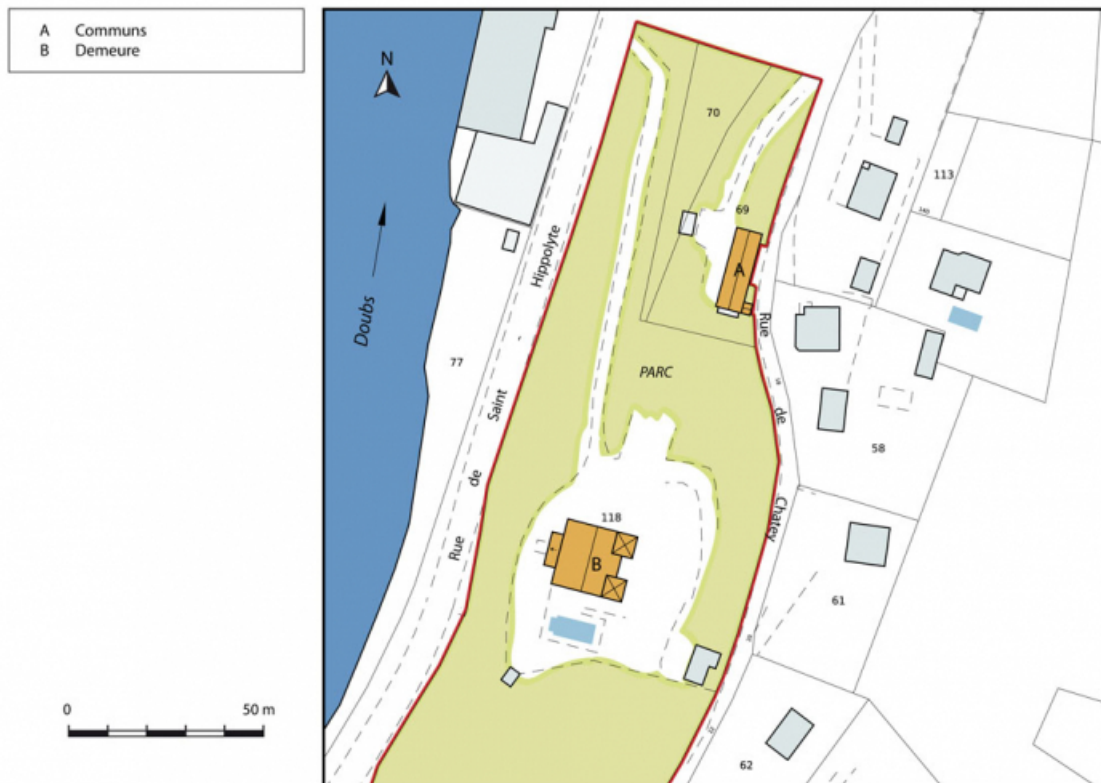 A Communs
B Demeure
N
Doubs
Rue de Saint Hippolyte
77
70
69
A
PARC
Rue de Chatey
113
58
118
B
61
62
0 50 m